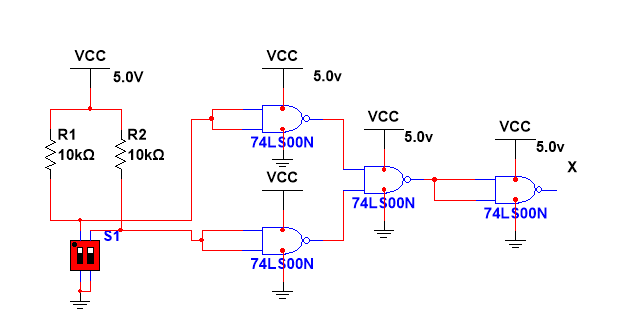 VCC
5.0V
R1
10kΩ
R2
10kΩ
S1
VCC
5.0v
74LS00N
VCC
74LS00N
VCC
5.0v
74LS00N
VCC
5.0v
X
74LS00N